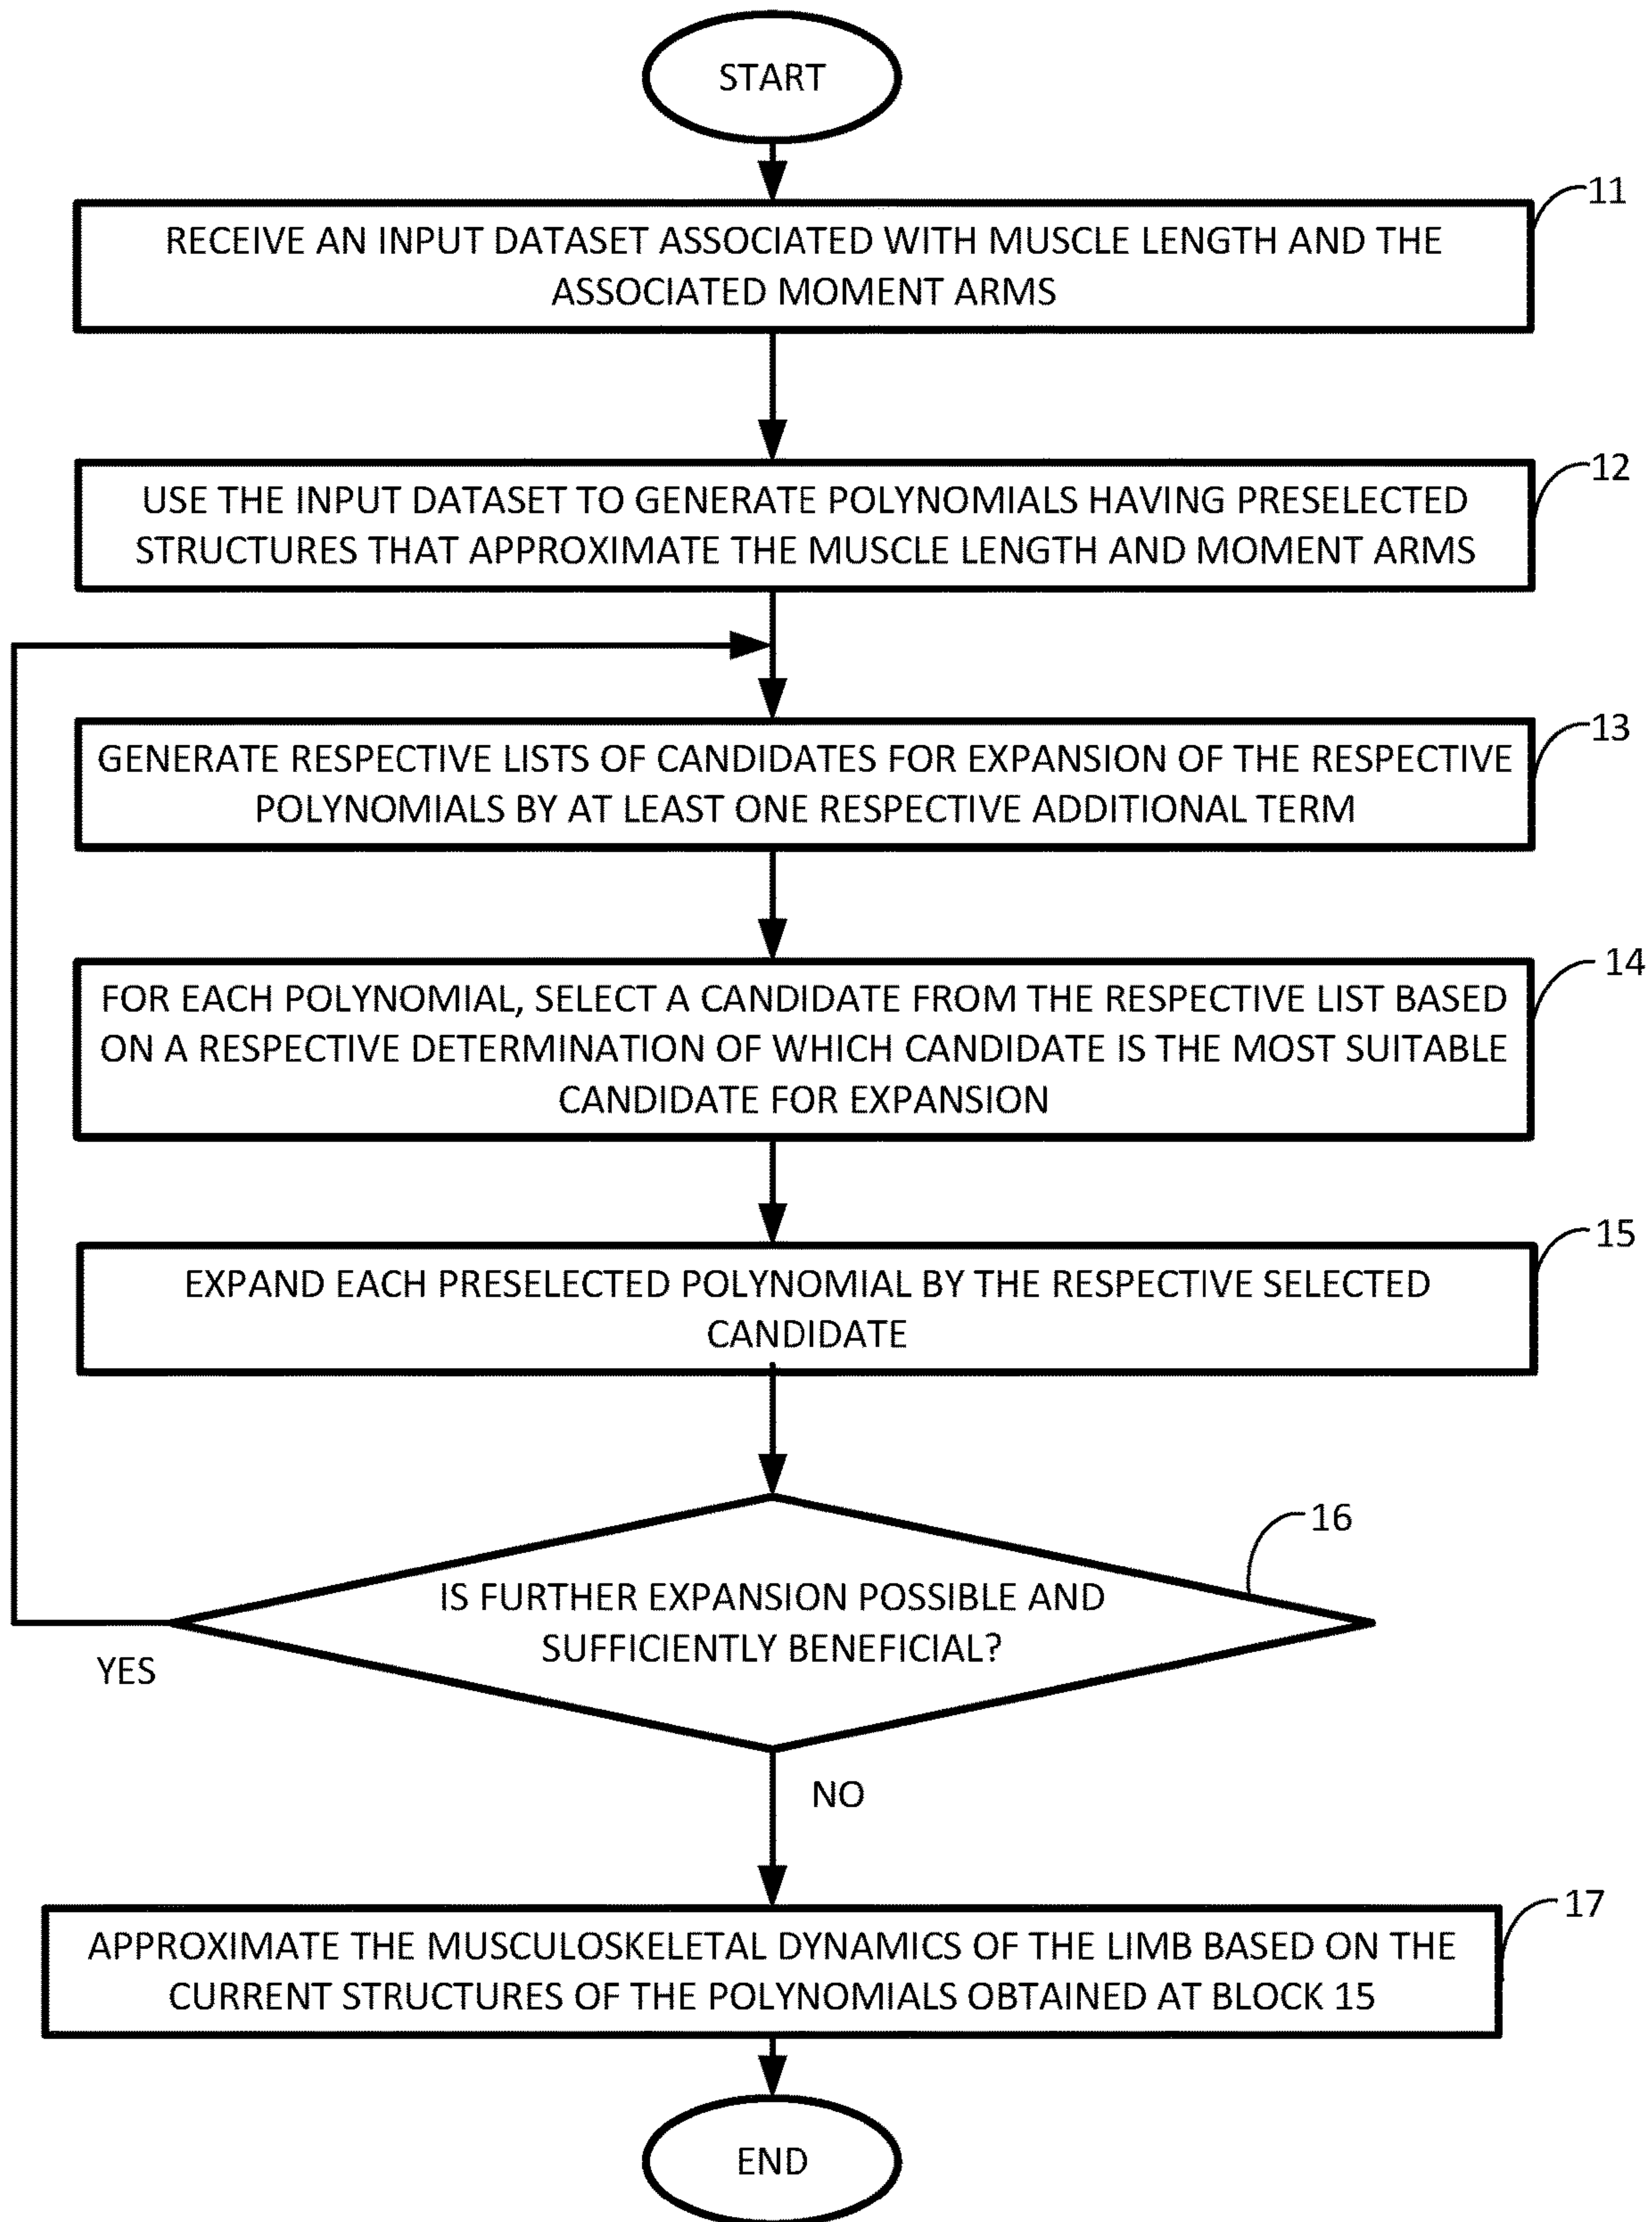 START
11
RECEIVE AN INPUT DATASET ASSOCIATED WITH MUSCLE LENGTH AND THE
ASSOCIATED MOMENT ARMS
12
USE THE INPUT DATASET TO GENERATE POLYNOMIALS HAVING PRESELECTED
STRUCTURES THAT APPROXIMATE THE MUSCLE LENGTH AND MOMENT ARMS
13
GENERATE RESPECTIVE LISTS OF CANDIDATES FOR EXPANSION OF THE RESPECTIVE
POLYNOMIALS BY AT LEAST ONE RESPECTIVE ADDITIONAL TERM
14
FOR EACH POLYNOMIAL, SELECT A CANDIDATE FROM THE RESPECTIVE LIST BASED
ON A RESPECTIVE DETERMINATION OF WHICH CANDIDATE IS THE MOST SUITABLE
CANDIDATE FOR EXPANSION
15
EXPAND EACH PRESELECTED POLYNOMIAL BY THE RESPECTIVE SELECTED
CANDIDATE
16
IS FURTHER EXPANSION POSSIBLE AND
SUFFICIENTLY BENEFICIAL?
YES
NO
17
APPROXIMATE THE MUSCULOSKELETAL DYNAMICS OF THE LIMB BASED ON THE
CURRENT STRUCTURES OF THE POLYNOMIALS OBTAINED AT BLOCK 15
END